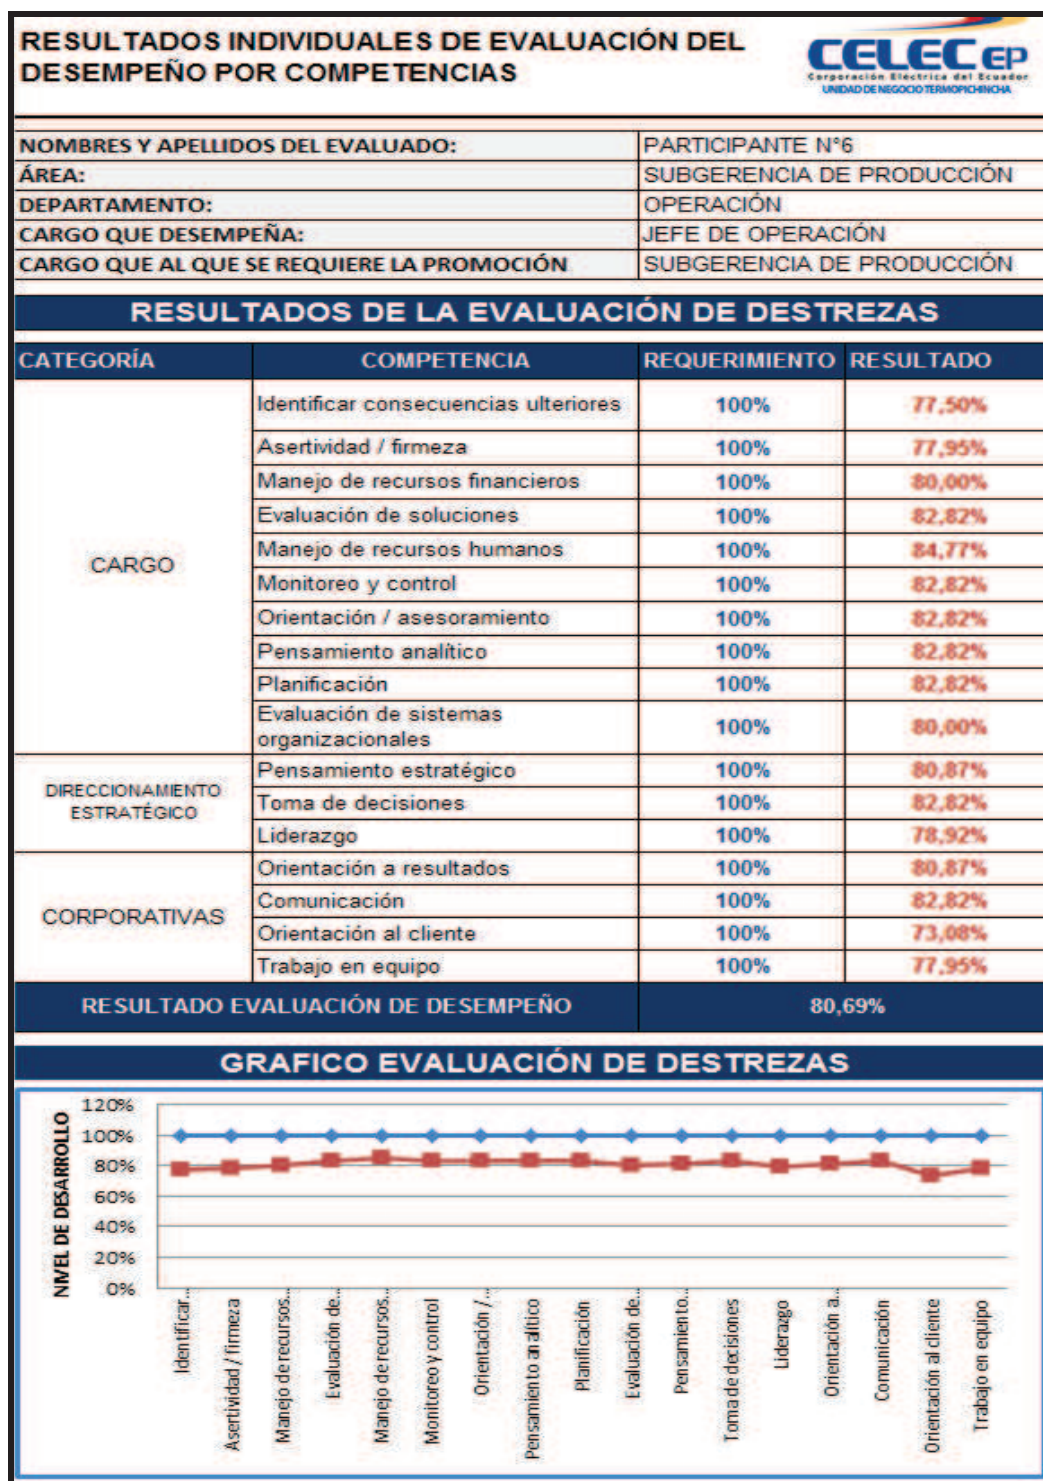 RESULTADOS INDIVIDUALES DE EVALUACIÓN DEL
DESEMPEÑO POR COMPETENCIAS
CELEC EP
Corporación Eléctrica del Ecuador
UNIDAD DE NEGOCIO TERMOPICHINCHA
NOMBRES Y APELLIDOS DEL EVALUADO: PARTICIPANTE N°6
ÁREA: SUBGERENCIA DE PRODUCCIÓN
DEPARTAMENTO: OPERACIÓN
CARGO QUE DESEMPEÑA: JEFE DE OPERACIÓN
CARGO QUE AL QUE SE REQUIERE LA PROMOCIÓN SUBGERENCIA DE PRODUCCIÓN
RESULTADOS DE LA EVALUACIÓN DE DESTREZAS
CATEGORÍA COMPETENCIA REQUERIMIENTO RESULTADO
CARGO
Identificar consecuencias ulteriores 100% 77,50%
Asertividad / firmeza 100% 77,95%
Manejo de recursos financieros 100% 80,00%
Evaluación de soluciones 100% 82,82%
Manejo de recursos humanos 100% 84,77%
Monitoreo y control 100% 82,82%
Orientación / asesoramiento 100% 82,82%
Pensamiento analítico 100% 82,82%
Planificación 100% 82,82%
Evaluación de sistemas
organizacionales 100% 80,00%
DIRECCIONAMIENTO
ESTRATÉGICO
Pensamiento estratégico 100% 80,87%
Toma de decisiones 100% 82,82%
Liderazgo 100% 78,92%
CORPORATIVAS
Orientación a resultados 100% 80,87%
Comunicación 100% 82,82%
Orientación al cliente 100% 73,08%
Trabajo en equipo 100% 77,95%
RESULTADO EVALUACIÓN DE DESEMPEÑO 80,69%
GRAFICO EVALUACIÓN DE DESTREZAS
NIVEL DE DESARROLLO
120%
100%
80%
60%
40%
20%
0%
Identificar...
Asertividad / firmeza
Manejo de recursos...
Evaluación de...
Manejo de recursos...
Monitoreo y control
Orientación /...
Pensamiento analítico
Planificación
Evaluación de...
Pensamiento...
Toma de decisiones
Liderazgo
Orientación a...
Comunicación
Orientación al cliente
Trabajo en equipo